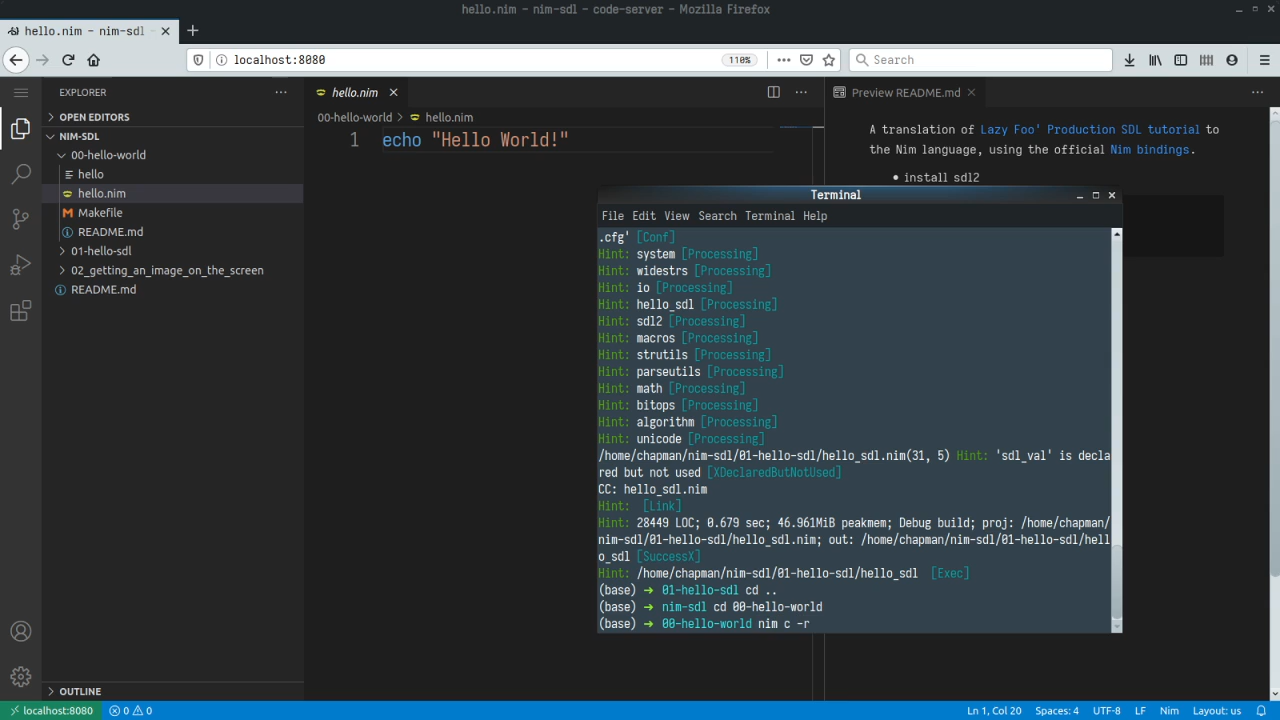 hello.nim - nim-sdl - code-server - Mozilla Firefox
hello.nim - nim-sdl -
localhost:8080
110%
Search
EXPLORER
OPEN EDITORS
NIM-SDL
00-hello-world
hello
hello.nim
Makefile
README.md
01-hello-sdl
02_getting_an_image_on_the_screen
README.md
OUTLINE
hello.nim
00-hello-world > hello.nim
1 echo "Hello World!"
Preview README.md
A translation of Lazy Foo' Production SDL tutorial to
the Nim language, using the official Nim bindings.
• install sdl2
Terminal
File Edit View Search Terminal Help
.cfg' [Conf]
Hint: system [Processing]
Hint: widestrs [Processing]
Hint: io [Processing]
Hint: hello_sdl [Processing]
Hint: sdl2 [Processing]
Hint: macros [Processing]
Hint: strutils [Processing]
Hint: parseutils [Processing]
Hint: math [Processing]
Hint: bitops [Processing]
Hint: algorithm [Processing]
Hint: unicode [Processing]
/home/chapman/nim-sdl/01-hello-sdl/hello_sdl.nim(31, 5) Hint: 'sdl_val' is decla
red but not used [XDeclaredButNotUsed]
CC: hello_sdl.nim
Hint:  [Link]
Hint: 28449 LOC; 0.679 sec; 46.961MiB peakmem; Debug build; proj: /home/chapman/
nim-sdl/01-hello-sdl/hello_sdl.nim; out: /home/chapman/nim-sdl/01-hello-sdl/hell
o_sdl [SuccessX]
Hint: /home/chapman/nim-sdl/01-hello-sdl/hello_sdl  [Exec]
(base) ➜ 01-hello-sdl cd ..
(base) ➜ nim-sdl cd 00-hello-world
(base) ➜ 00-hello-world nim c -r
localhost:8080
0 0
Ln 1, Col 20
Spaces: 4
UTF-8
LF
Nim
Layout: us